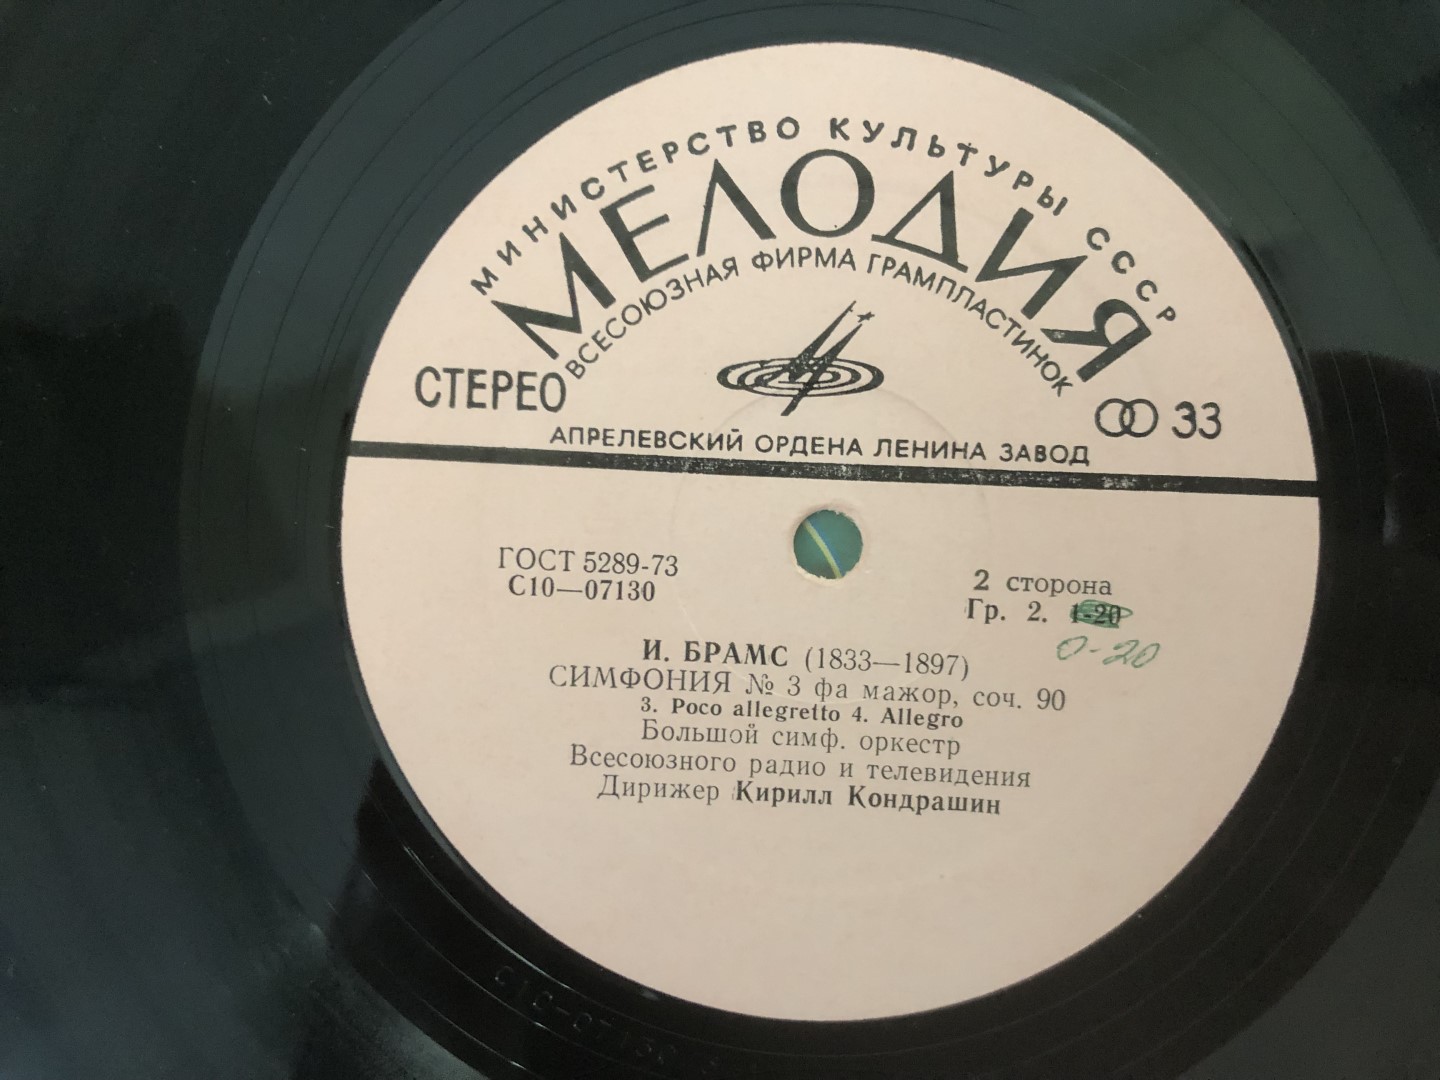 МИНИСТЕРСТВО КУЛЬТУРЫ СССР
МЕЛОДИЯ
ВСЕСОЮЗНАЯ ФИРМА ГРАМПЛАСТИНОК
СТЕРЕО
33
АПРЕЛЕВСКИЙ ОРДЕНА ЛЕНИНА ЗАВОД
ГОСТ 5289-73
С10—07130
2 сторона
Гр. 2. 1-20
0-20
И. БРАМС (1833—1897)
СИМФОНИЯ № 3 фа мажор, соч. 90
3. Poco allegretto 4. Allegro
Большой симф. оркестр
Всесоюзного радио и телевидения
Дирижер Кирилл Кондрашин
С10-07130